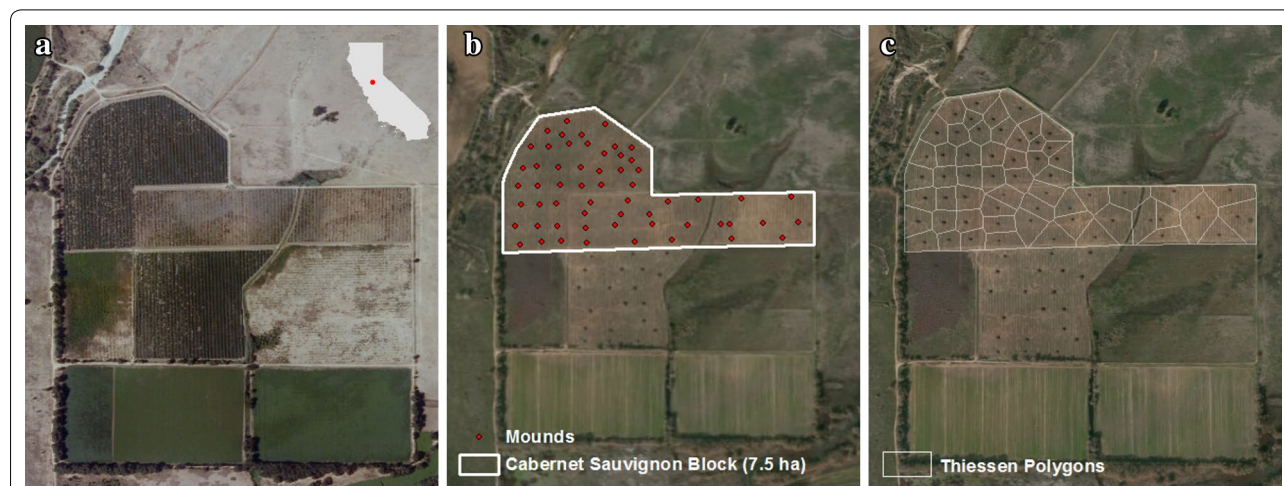 a
b
c
Mounds
Cabernet Sauvignon Block (7.5 ha)
Thiessen Polygons